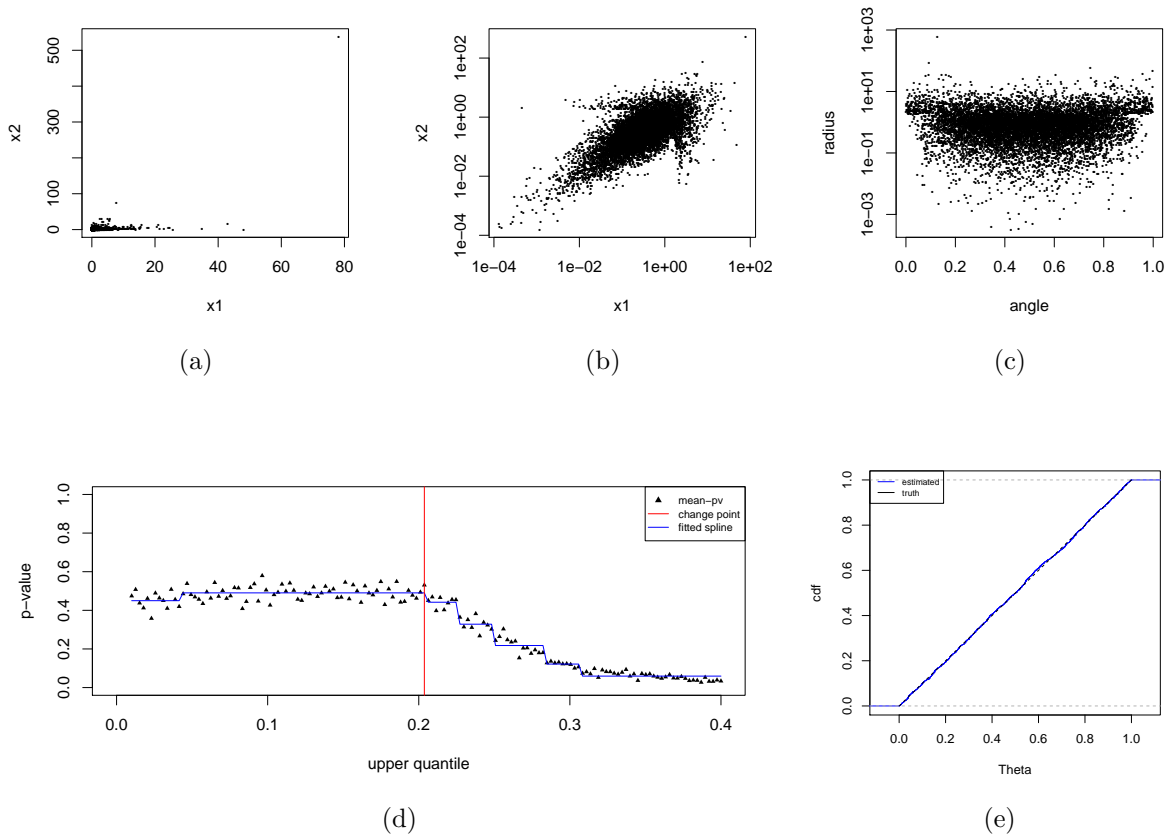 500
300
100
0
x2
0 20 40 60 80
x1
(a)
1e+02
1e+00
1e−02
1e−04
x2
1e−04 1e−02 1e+00 1e+02
x1
(b)
1e+03
1e+01
1e−01
1e−03
radius
0.0 0.2 0.4 0.6 0.8 1.0
angle
(c)
1.0
0.8
0.6
0.4
0.2
0.0
p−value
mean−pv
change point
fitted spline
0.0 0.1 0.2 0.3 0.4
upper quantile
(d)
1.0
0.8
0.6
0.4
0.2
0.0
cdf
estimated
truth
0.0 0.2 0.4 0.6 0.8 1.0
Theta
(e)